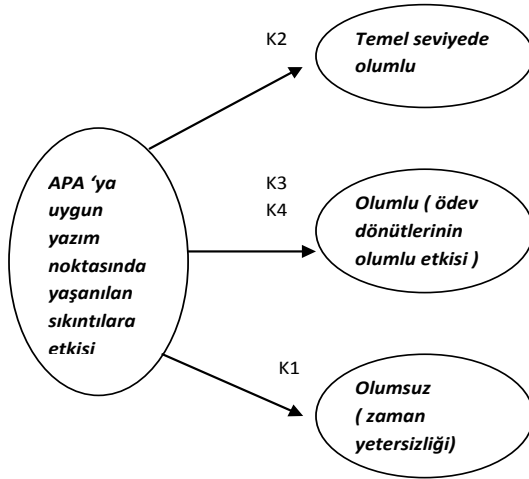 K2
Temel seviyede
olumlu
APA ‘ya
uygun
yazım
noktasında
yaşanılan
sıkıntılara
etkisi
K3
K4
Olumlu ( ödev
dönütlerinin
olumlu etkisi )
K1
Olumsuz
( zaman
yetersizliği)